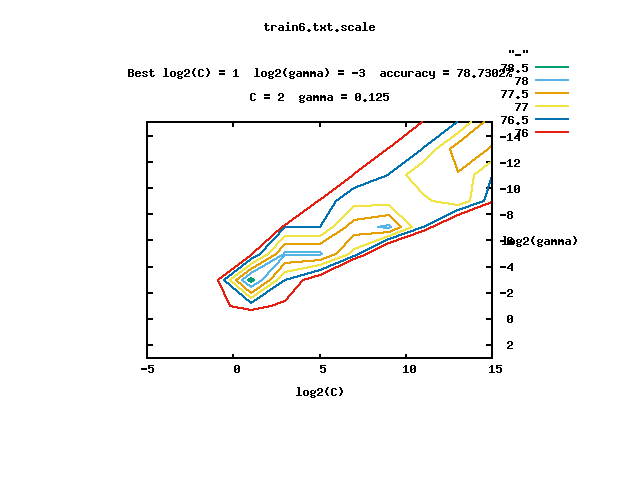 train6.txt.scale
"-"
Best log2(C) = 1 log2(gamma) = -3 accuracy = 78.7302%
78.5
78
77.5
77
76.5
76
C = 2 gamma = 0.125
-14
-12
-10
-8
-6
log2(gamma)
-4
-2
0
2
-5 0 5 10 15
log2(C)